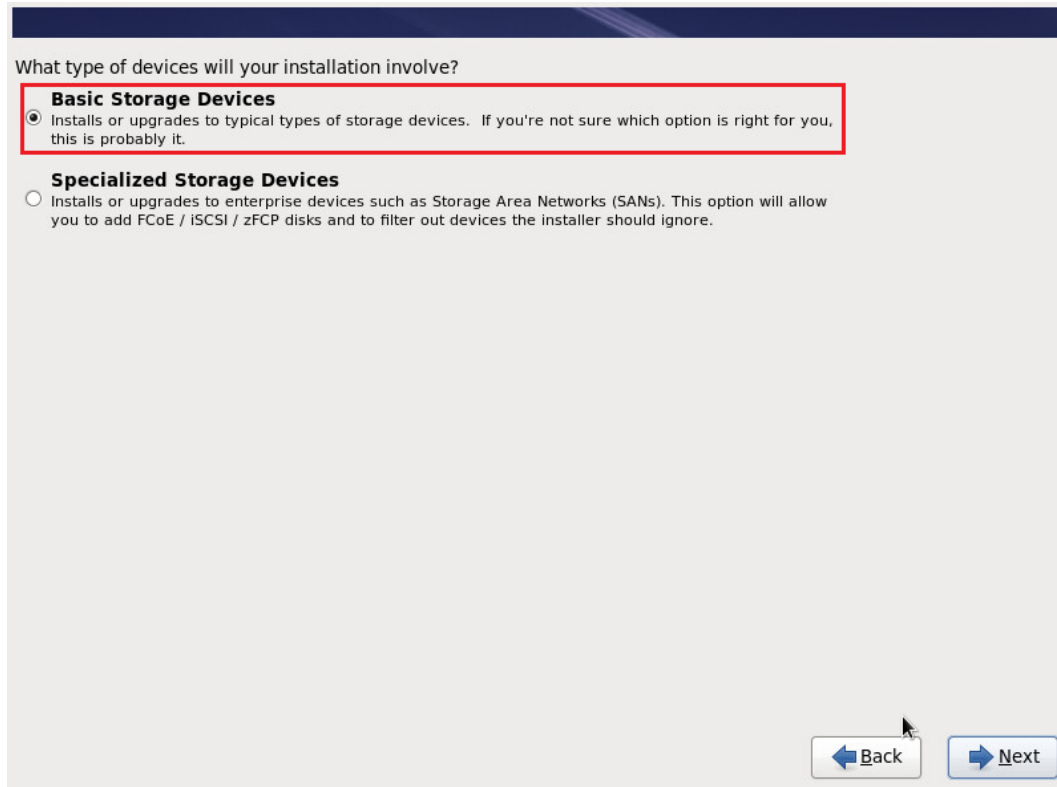 What type of devices will your installation involve?
Basic Storage Devices
Installs or upgrades to typical types of storage devices.  If you're not sure which option is right for you,
this is probably it.
Specialized Storage Devices
Installs or upgrades to enterprise devices such as Storage Area Networks (SANs). This option will allow
you to add FCoE / iSCSI / zFCP disks and to filter out devices the installer should ignore.
Back
Next